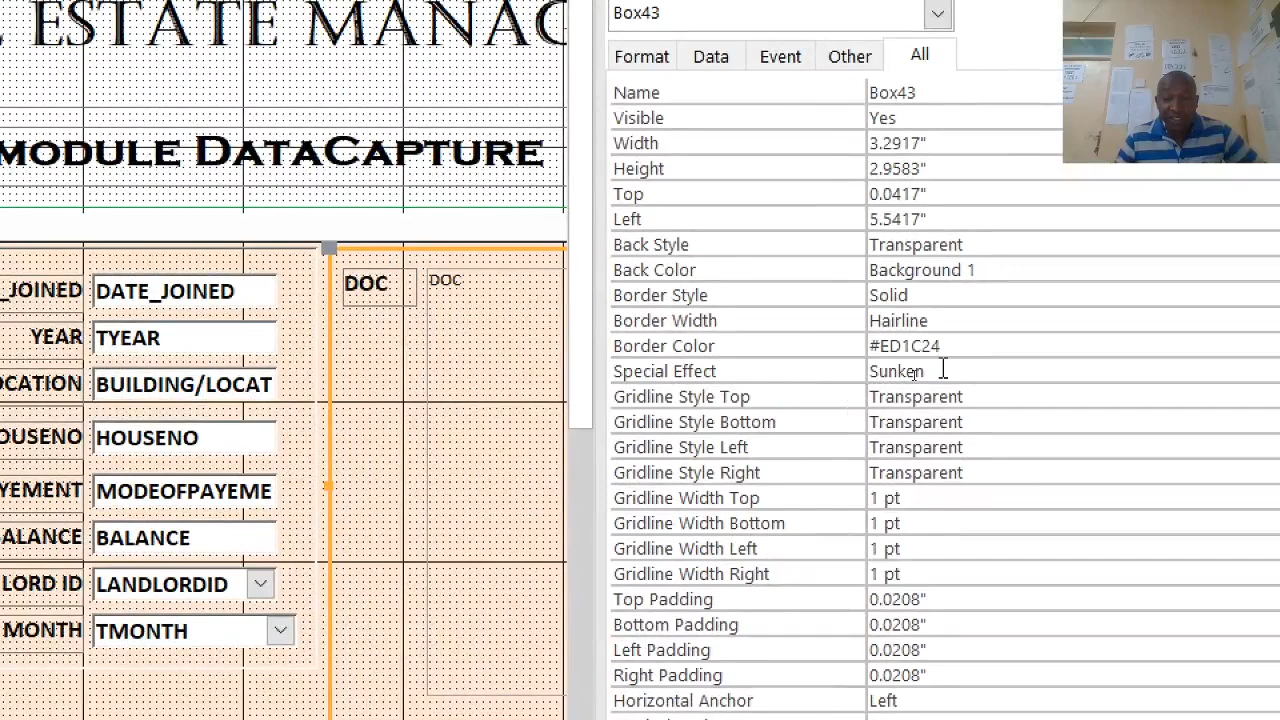 ESTATE MANAG
MODULE DATACAPTURE
_JOINED DATE_JOINED
YEAR TYEAR
OCATION BUILDING/LOCAT
OUSENO HOUSENO
YEMENT MODEOFPAYEME
ALANCE BALANCE
LORD ID LANDLORDID
MONTH TMONTH
DOC DOC
Box43
Format Data Event Other All
Name Box43
Visible Yes
Width 3.2917"
Height 2.9583"
Top 0.0417"
Left 5.5417"
Back Style Transparent
Back Color Background 1
Border Style Solid
Border Width Hairline
Border Color #ED1C24
Special Effect Sunken
Gridline Style Top Transparent
Gridline Style Bottom Transparent
Gridline Style Left Transparent
Gridline Style Right Transparent
Gridline Width Top 1 pt
Gridline Width Bottom 1 pt
Gridline Width Left 1 pt
Gridline Width Right 1 pt
Top Padding 0.0208"
Bottom Padding 0.0208"
Left Padding 0.0208"
Right Padding 0.0208"
Horizontal Anchor Left